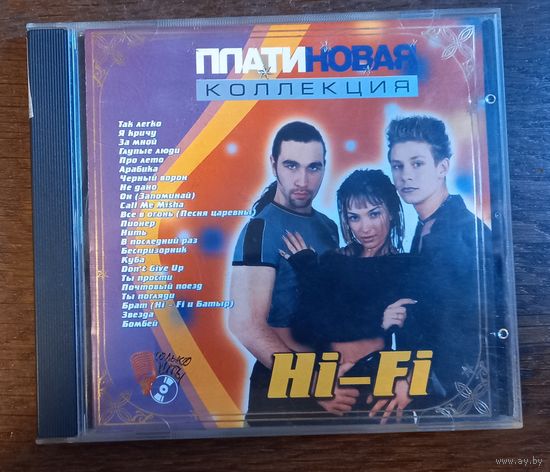 ПЛАТИНОВАЯ
КОЛЛЕКЦИЯ
Так легко
Я кричу
За мной
Глупые люди
Про лето
Арабика
Черный ворон
Не дано
Он (Запоминай)
Call Me Misha
Все в огонь (Песня царевны)
Пионер
Нить
В последний раз
Беспризорник
Куба
Don't Give Up
Ты прости
Почтовый поезд
Ты погляди
Брат (Hi - Fi и Батыр)
Звезда
Бомбей
только
хиты
Hi-Fi
www.ay.by